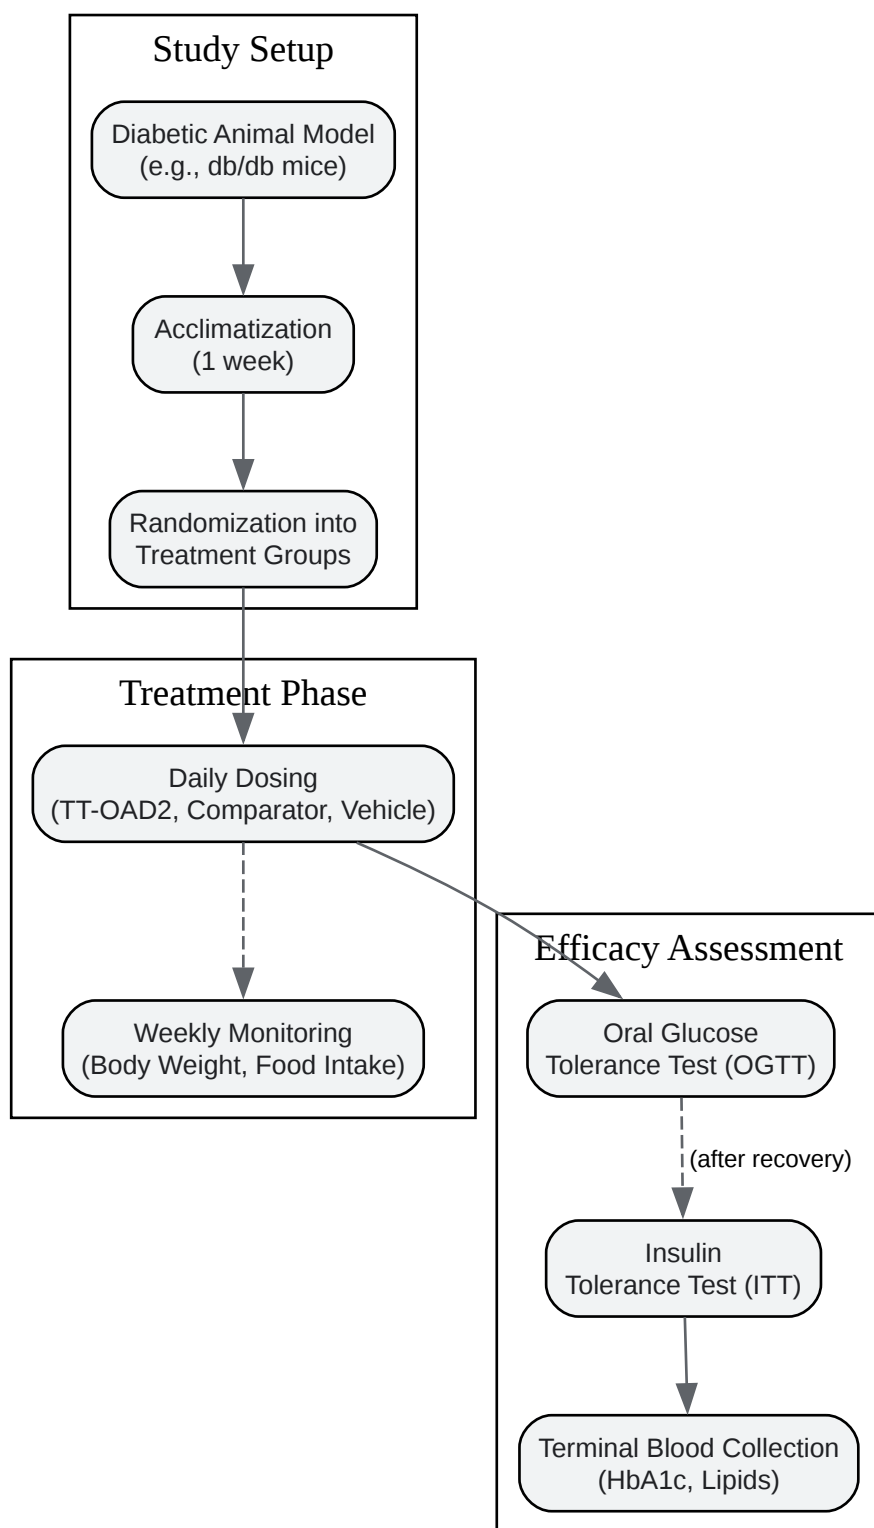 Study Setup
Diabetic Animal Model
(e.g., db/db mice)
Acclimatization
(1 week)
Randomization into
Treatment Groups
Treatment Phase
Daily Dosing
(TT-OAD2, Comparator, Vehicle)
Weekly Monitoring
(Body Weight, Food Intake)
Efficacy Assessment
Oral Glucose
Tolerance Test (OGTT)
(after recovery)
Insulin
Tolerance Test (ITT)
Terminal Blood Collection
(HbA1c, Lipids)